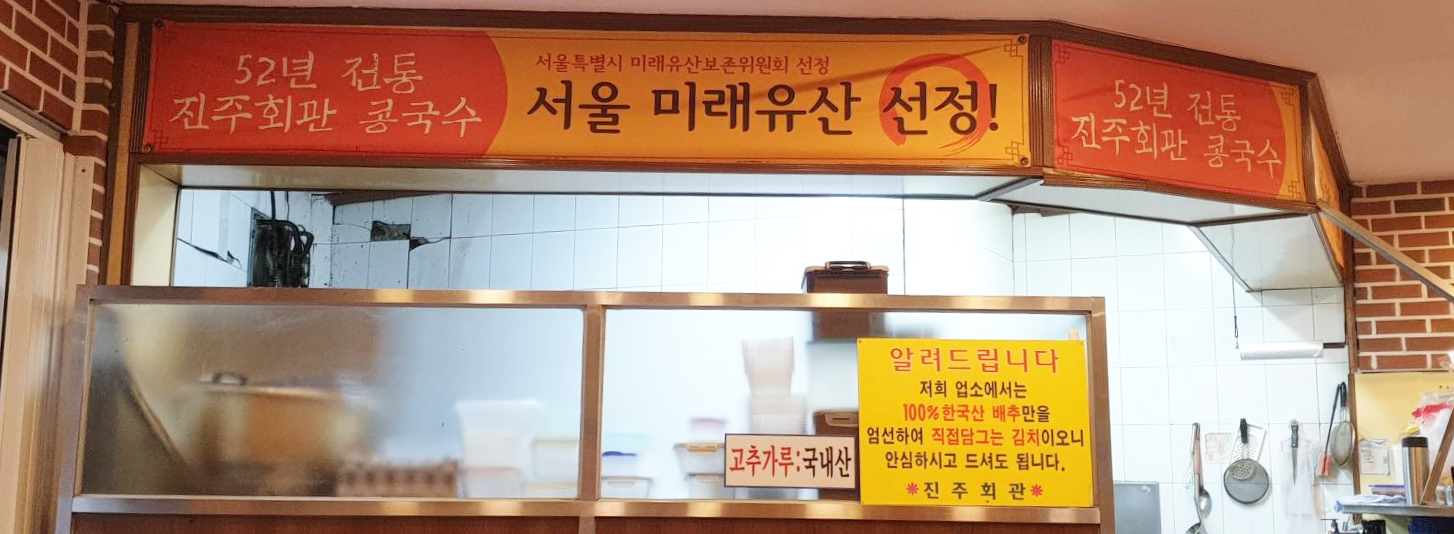 52년 전통
진주회관 콩국수
서울특별시 미래유산보존위원회 선정
서울 미래유산 선정!
52년 전통
진주회관 콩국수
알려드립니다
저희 업소에서는
100%한국산 배추만을
엄선하여 직접담그는 김치이오니
안심하시고 드셔도 됩니다.
*진주회관*
고추가루:국내산